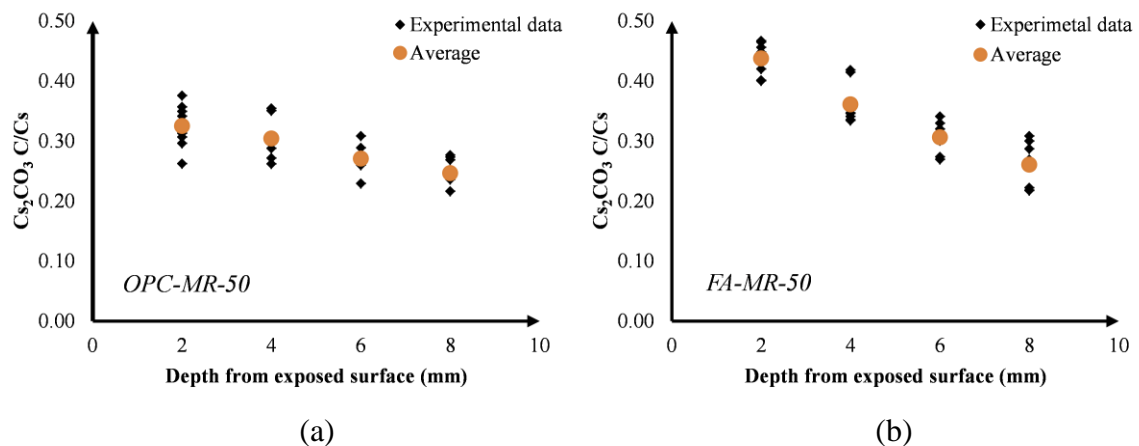 0.50
0.40
0.30
0.20
0.10
0.00
Cs₂CO₃ C/Cs
Experimental data
Average
OPC-MR-50
0 2 4 6 8 10
Depth from exposed surface (mm)
(a)
0.50
0.40
0.30
0.20
0.10
0.00
Cs₂CO₃ C/Cs
Experimetal data
Average
FA-MR-50
0 2 4 6 8 10
Depth from exposed surface (mm)
(b)